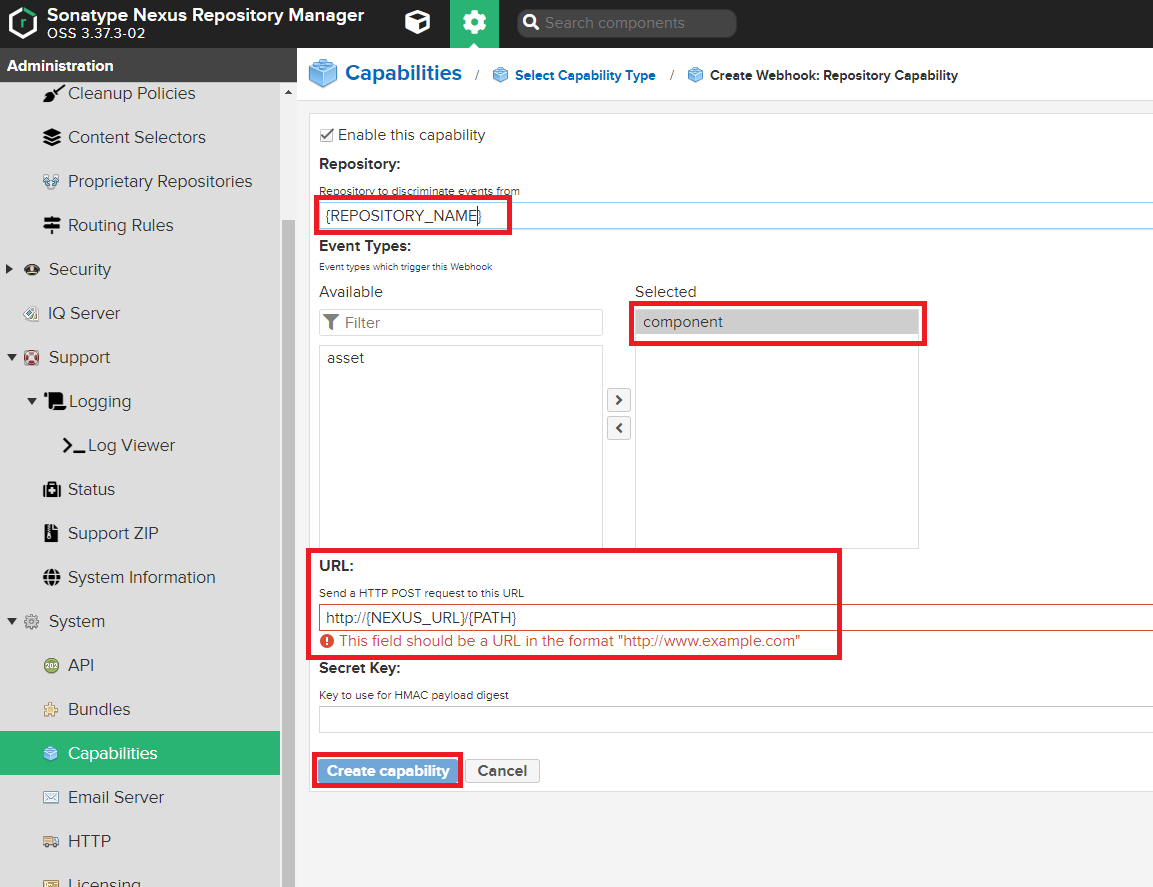 Sonatype Nexus Repository Manager
OSS 3.37.3-02
Search components
Administration
Cleanup Policies
Content Selectors
Proprietary Repositories
Routing Rules
Security
IQ Server
Support
Logging
Log Viewer
Status
Support ZIP
System Information
System
API
Bundles
Capabilities
Email Server
HTTP
Licensing
Capabilities / Select Capability Type / Create Webhook: Repository Capability
Enable this capability
Repository:
Repository to discriminate events from
{REPOSITORY_NAME}
Event Types:
Event types which trigger this Webhook
Available
Selected
Filter
component
asset
URL:
Send a HTTP POST request to this URL
http://{NEXUS_URL}/{PATH}
This field should be a URL in the format "http://www.example.com"
Secret Key:
Key to use for HMAC payload digest
Create capability
Cancel